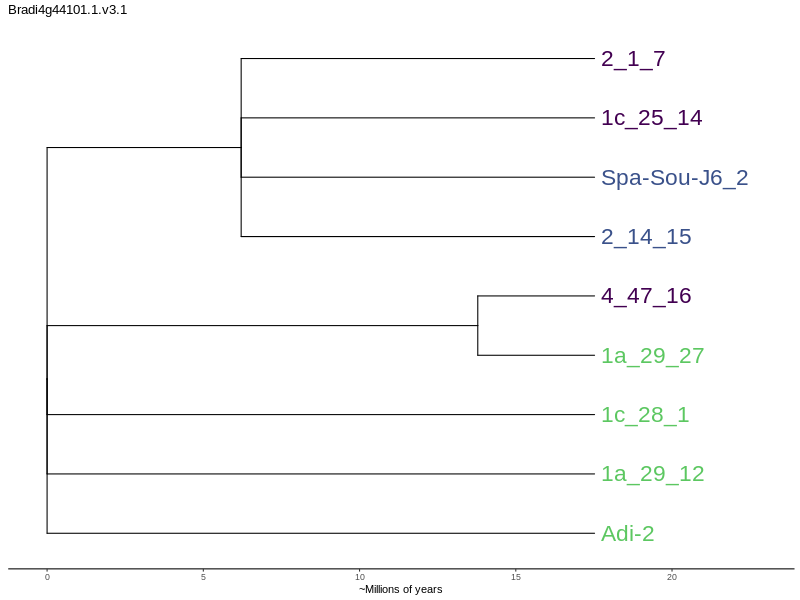 Bradi4g44101.1.v3.1
2_1_7
1c_25_14
Spa-Sou-J6_2
2_14_15
4_47_16
1a_29_27
1c_28_1
1a_29_12
Adi-2
0 5 10 15 20
~Millions of years